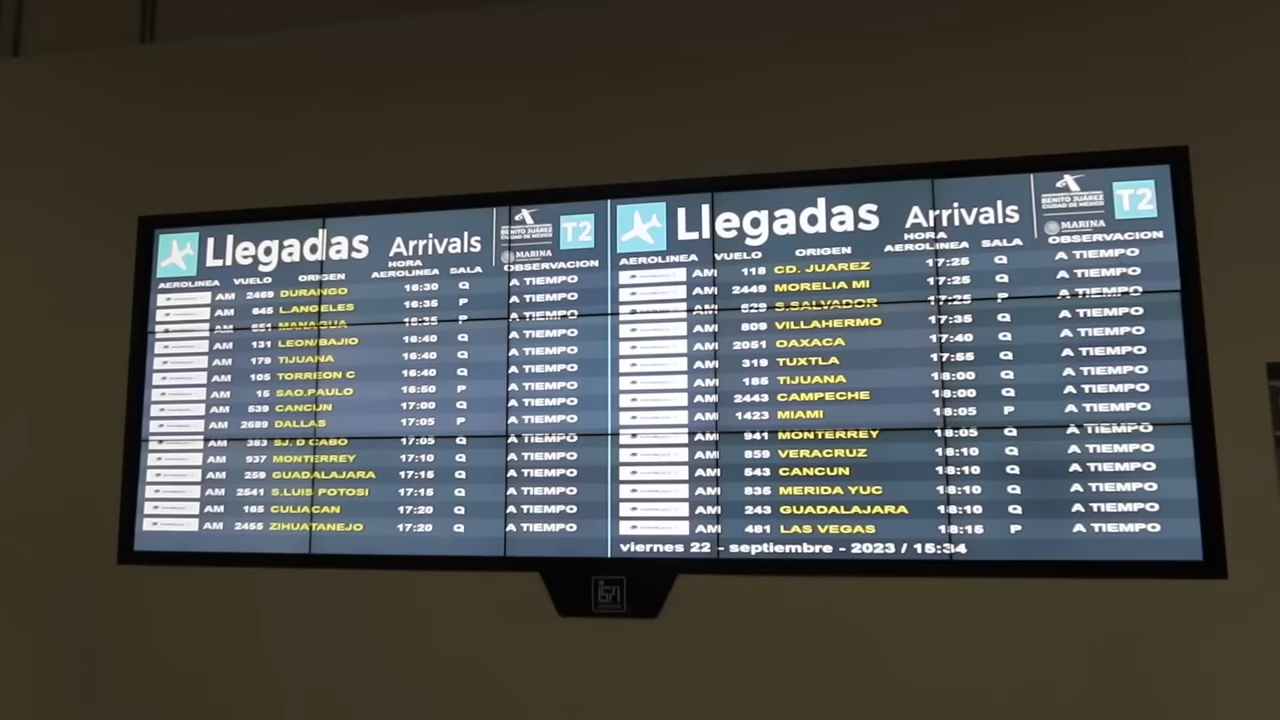 Llegadas Arrivals T2
BENITO JUÁREZ
CIUDAD DE MÉXICO
MARINA
AEROLINEA VUELO ORIGEN HORA AEROLINEA SALA OBSERVACION
AM 2469 DURANGO 16:30 Q A TIEMPO
AM 645 L.ANGELES 16:35 P A TIEMPO
AM 651 MANAGUA 16:35 P A TIEMPO
AM 131 LEON/BAJIO 16:40 Q A TIEMPO
AM 179 TIJUANA 16:40 Q A TIEMPO
AM 105 TORREON C 16:40 Q A TIEMPO
AM 15 SAO.PAULO 16:50 P A TIEMPO
AM 539 CANCUN 17:00 Q A TIEMPO
AM 2689 DALLAS 17:05 P A TIEMPO
AM 383 SJ. D CABO 17:05 Q A TIEMPO
AM 937 MONTERREY 17:10 Q A TIEMPO
AM 259 GUADALAJARA 17:15 Q A TIEMPO
AM 2541 S.LUIS POTOSI 17:15 Q A TIEMPO
AM 165 CULIACAN 17:20 Q A TIEMPO
AM 2455 ZIHUATANEJO 17:20 Q A TIEMPO
Llegadas Arrivals T2
BENITO JUÁREZ
CIUDAD DE MÉXICO
MARINA
AEROLINEA VUELO ORIGEN HORA AEROLINEA SALA OBSERVACION
AM 118 CD. JUAREZ 17:25 Q A TIEMPO
AM 2449 MORELIA MI 17:25 Q A TIEMPO
AM 629 S.SALVADOR 17:25 P A TIEMPO
AM 809 VILLAHERMO 17:35 Q A TIEMPO
AM 2051 OAXACA 17:40 Q A TIEMPO
AM 319 TUXTLA 17:55 Q A TIEMPO
AM 185 TIJUANA 18:00 Q A TIEMPO
AM 2443 CAMPECHE 18:00 Q A TIEMPO
AM 1423 MIAMI 18:05 P A TIEMPO
AM 941 MONTERREY 18:05 Q A TIEMPO
AM 859 VERACRUZ 18:10 Q A TIEMPO
AM 543 CANCUN 18:10 Q A TIEMPO
AM 835 MERIDA YUC 18:10 Q A TIEMPO
AM 243 GUADALAJARA 18:10 Q A TIEMPO
AM 481 LAS VEGAS 18:15 P A TIEMPO
viernes 22 - septiembre - 2023 / 15:34